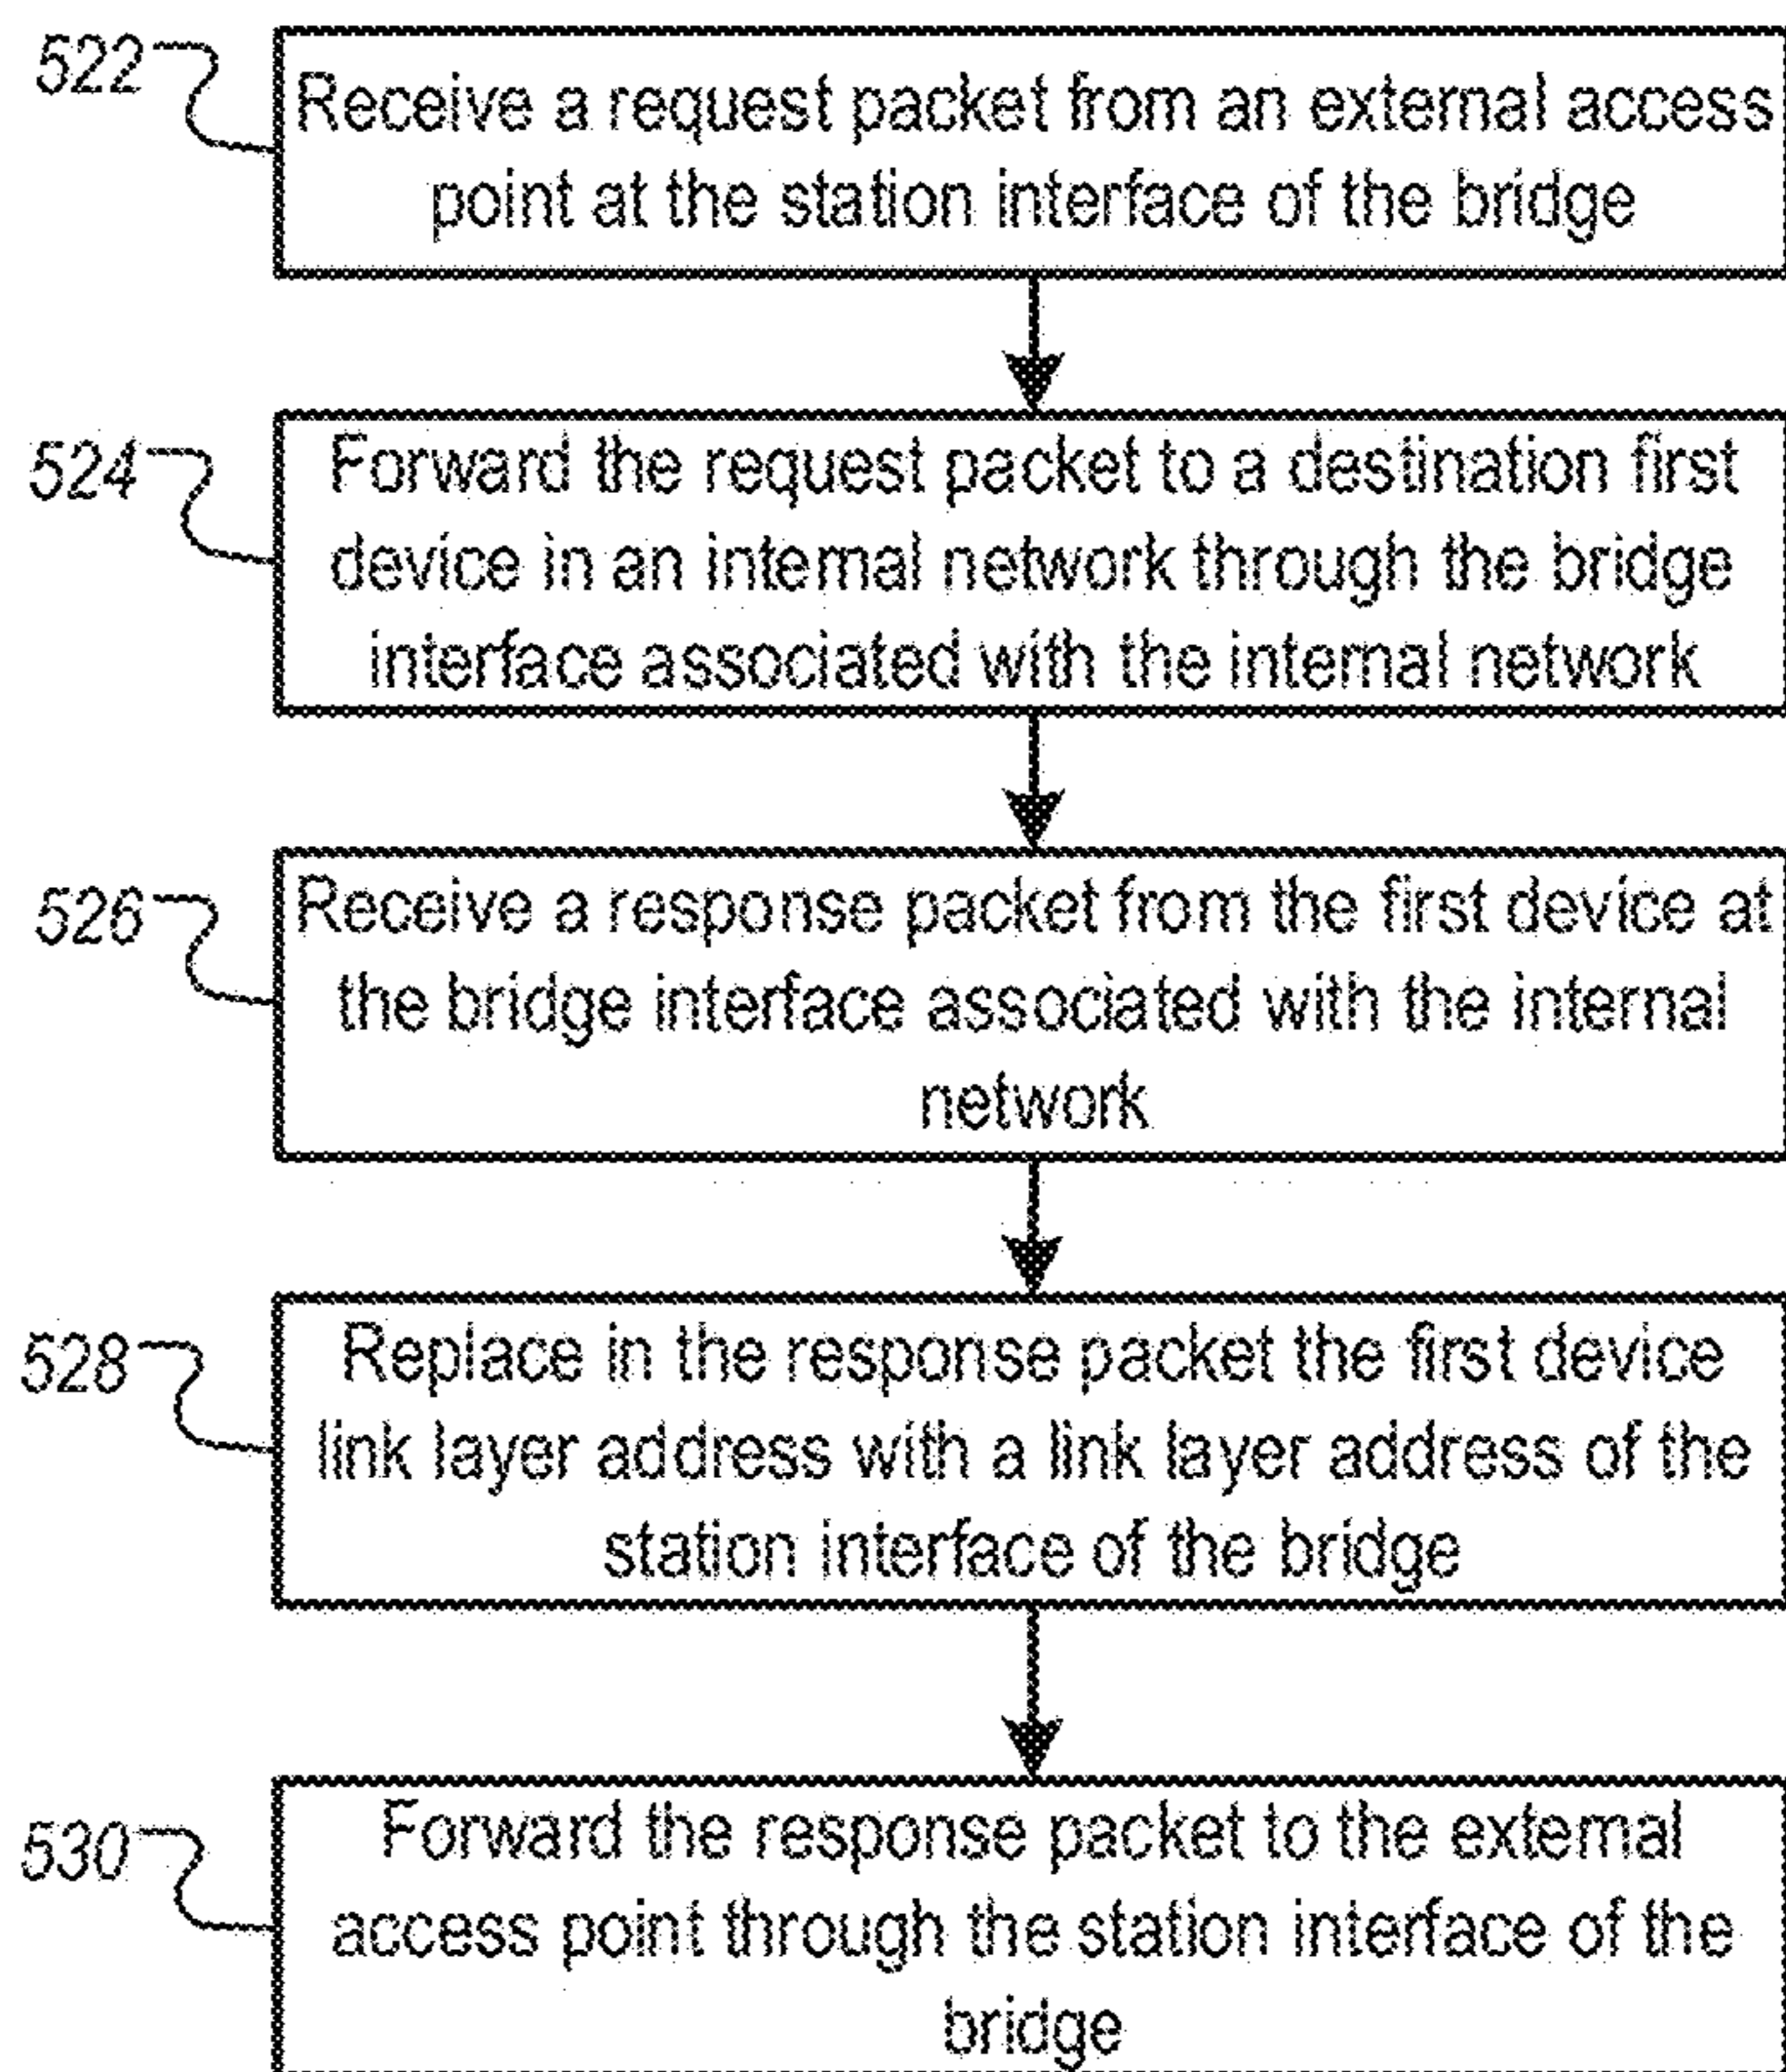 522
Receive a request packet from an external access
point at the station interface of the bridge
524
Forward the request packet to a destination first
device in an internal network through the bridge
interface associated with the internal network
526
Receive a response packet from the first device at
the bridge interface associated with the internal
network
528
Replace in the response packet the first device
link layer address with a link layer address of the
station interface of the bridge
530
Forward the response packet to the external
access point through the station interface of the
bridge